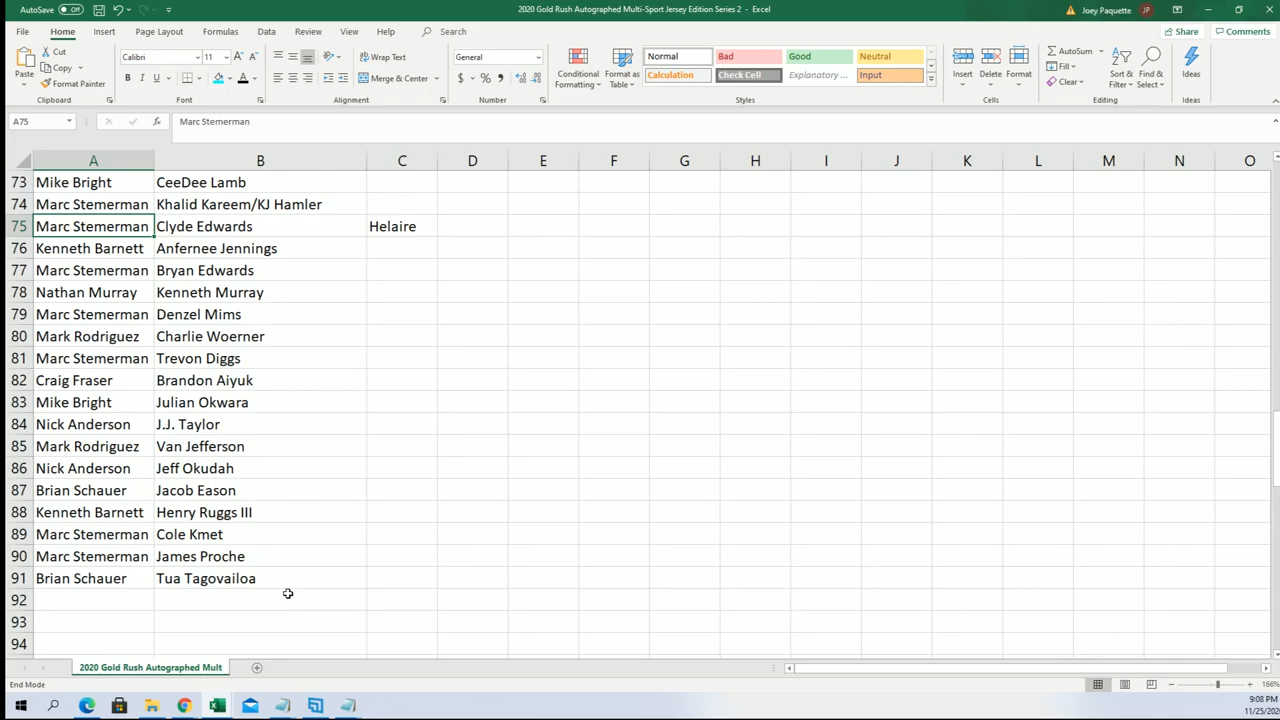 AutoSave Off 2020 Gold Rush Autographed Multi-Sport Jersey Edition Series 2 - Excel Joey Paquette JP
File Home Insert Page Layout Formulas Data Review View Help Search Share Comments
Cut Calibri 11 Wrap Text General Normal Bad Good Neutral AutoSum
Copy Fill
Paste Format Painter Merge & Center Conditional Formatting Format as Table Calculation Check Cell Explanatory ... Input Insert Delete Format Clear Sort & Filter Find & Select Ideas
Clipboard Font Alignment Number Styles Cells Editing Ideas
A75 Marc Stemerman
A B C D E F G H I J K L M N O
73 Mike Bright CeeDee Lamb
74 Marc Stemerman Khalid Kareem/KJ Hamler
75 Marc Stemerman Clyde Edwards Helaire
76 Kenneth Barnett Anfernee Jennings
77 Marc Stemerman Bryan Edwards
78 Nathan Murray Kenneth Murray
79 Marc Stemerman Denzel Mims
80 Mark Rodriguez Charlie Woerner
81 Marc Stemerman Trevon Diggs
82 Craig Fraser Brandon Aiyuk
83 Mike Bright Julian Okwara
84 Nick Anderson J.J. Taylor
85 Mark Rodriguez Van Jefferson
86 Nick Anderson Jeff Okudah
87 Brian Schauer Jacob Eason
88 Kenneth Barnett Henry Ruggs III
89 Marc Stemerman Cole Kmet
90 Marc Stemerman James Proche
91 Brian Schauer Tua Tagovailoa
92
93
94
2020 Gold Rush Autographed Mult
End Mode 166%
9:08 PM